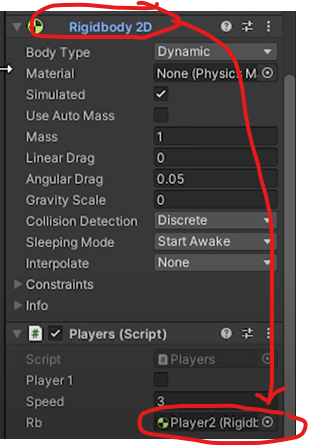 Rigidbody 2D
Body Type Dynamic
Material None (Physics M
Simulated
Use Auto Mass
Mass 1
Linear Drag 0
Angular Drag 0.05
Gravity Scale 0
Collision Detection Discrete
Sleeping Mode Start Awake
Interpolate None
Constraints
Info
# Players (Script)
Script Players
Player 1
Speed 3
Rb Player2 (Rigidb